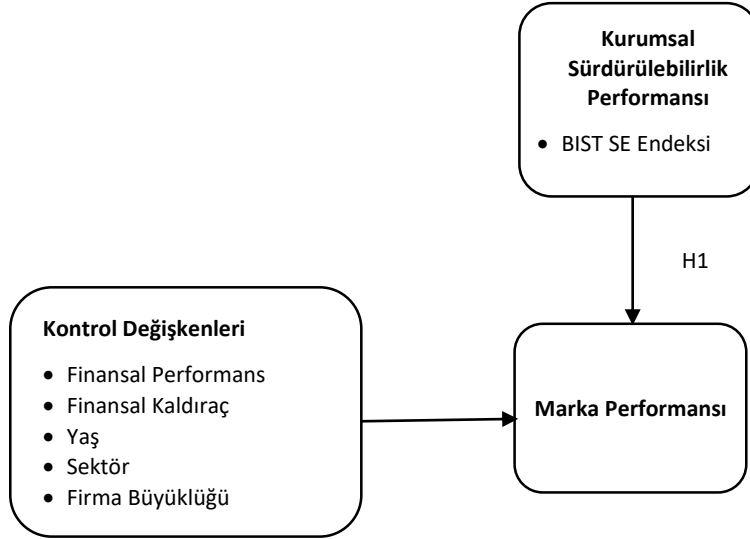 Kurumsal
Sürdürülebilirlik
Performansı
• BIST SE Endeksi
H1
Kontrol Değişkenleri
• Finansal Performans
• Finansal Kaldıraç
• Yaş
• Sektör
• Firma Büyüklüğü
Marka Performansı